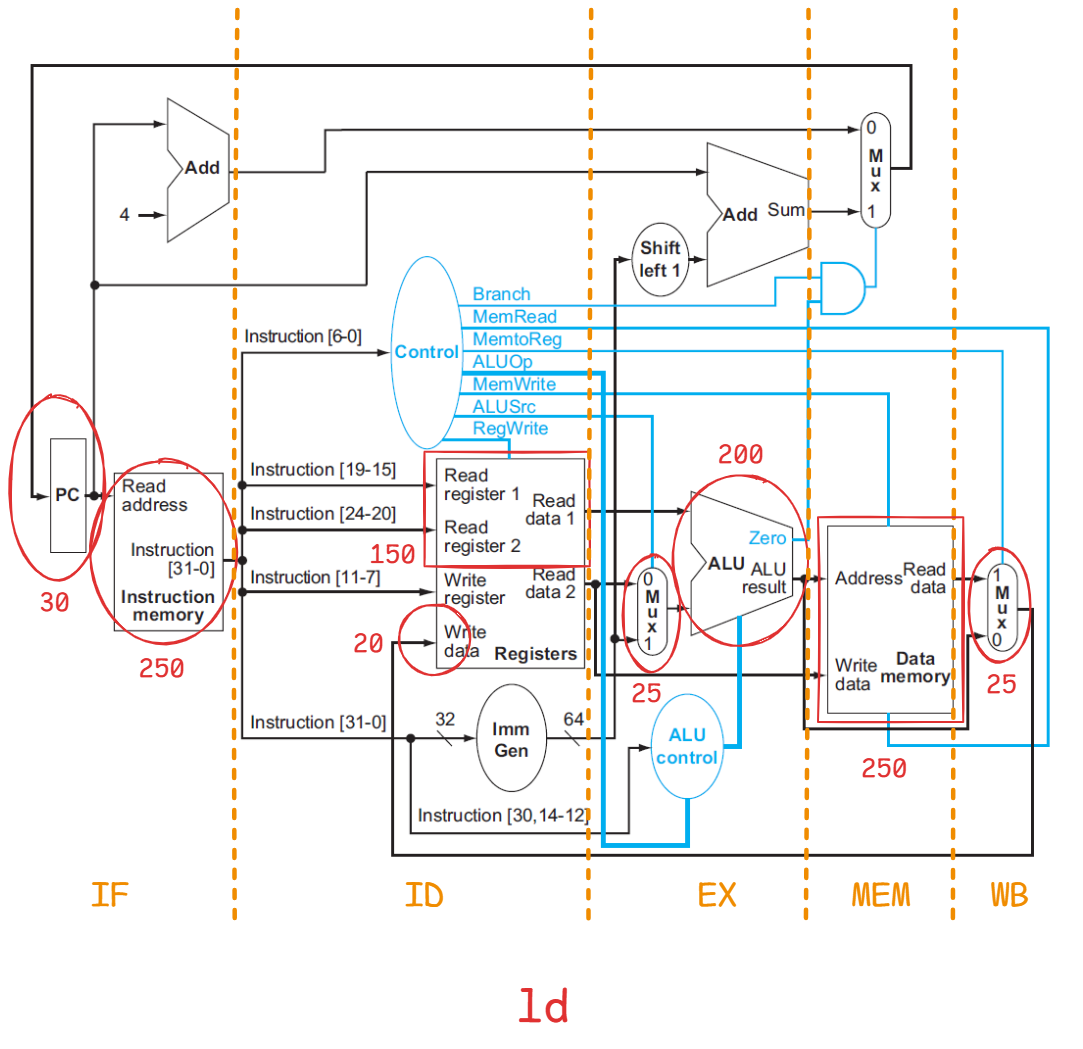 0
M
u
x
1
Add
4
Add
Sum
Shift
left 1
Branch
MemRead
MemtoReg
ALUOp
MemWrite
ALUSrc
RegWrite
Instruction [6-0]
Control
PC
30
Read
address
Instruction
[31-0]
Instruction
memory
250
Instruction [19-15]
Instruction [24-20]
150
Instruction [11-7]
20
Read
register 1
Read
register 2
Write
register
Write
data
Read
data 1
Read
data 2
Registers
200
Zero
ALU
ALU
result
0
M
u
x
1
25
Address
Read
data
Write
data
Data
memory
250
1
M
u
x
0
25
Instruction [31-0]
32
Imm
Gen
64
ALU
control
Instruction [30,14-12]
IF
ID
EX
MEM
WB
ld